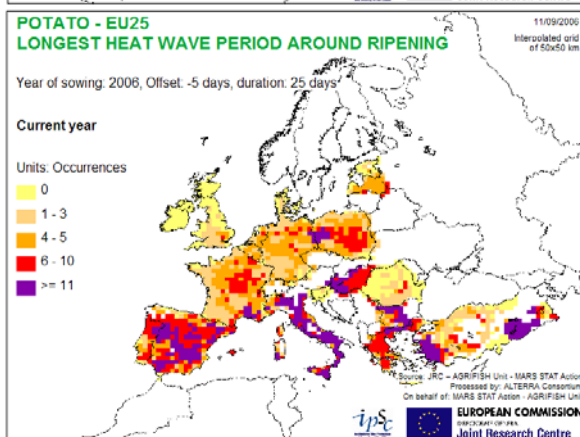 POTATO - EU25
LONGEST HEAT WAVE PERIOD AROUND RIPENING
11/09/2006
Interpolated grid
of 50x50 km
Year of sowing: 2006, Offset: -5 days, duration: 25 days
Current year
Units: Occurrences
0
1 - 3
4 - 5
6 - 10
>= 11
Source: JRC - AGRIFISH Unit - MARS STAT Action
Processed by: ALTERRA Consortium
On behalf of: MARS STAT Action - AGRIFISH Unit
ipsc
EUROPEAN COMMISSION
Joint Research Centre